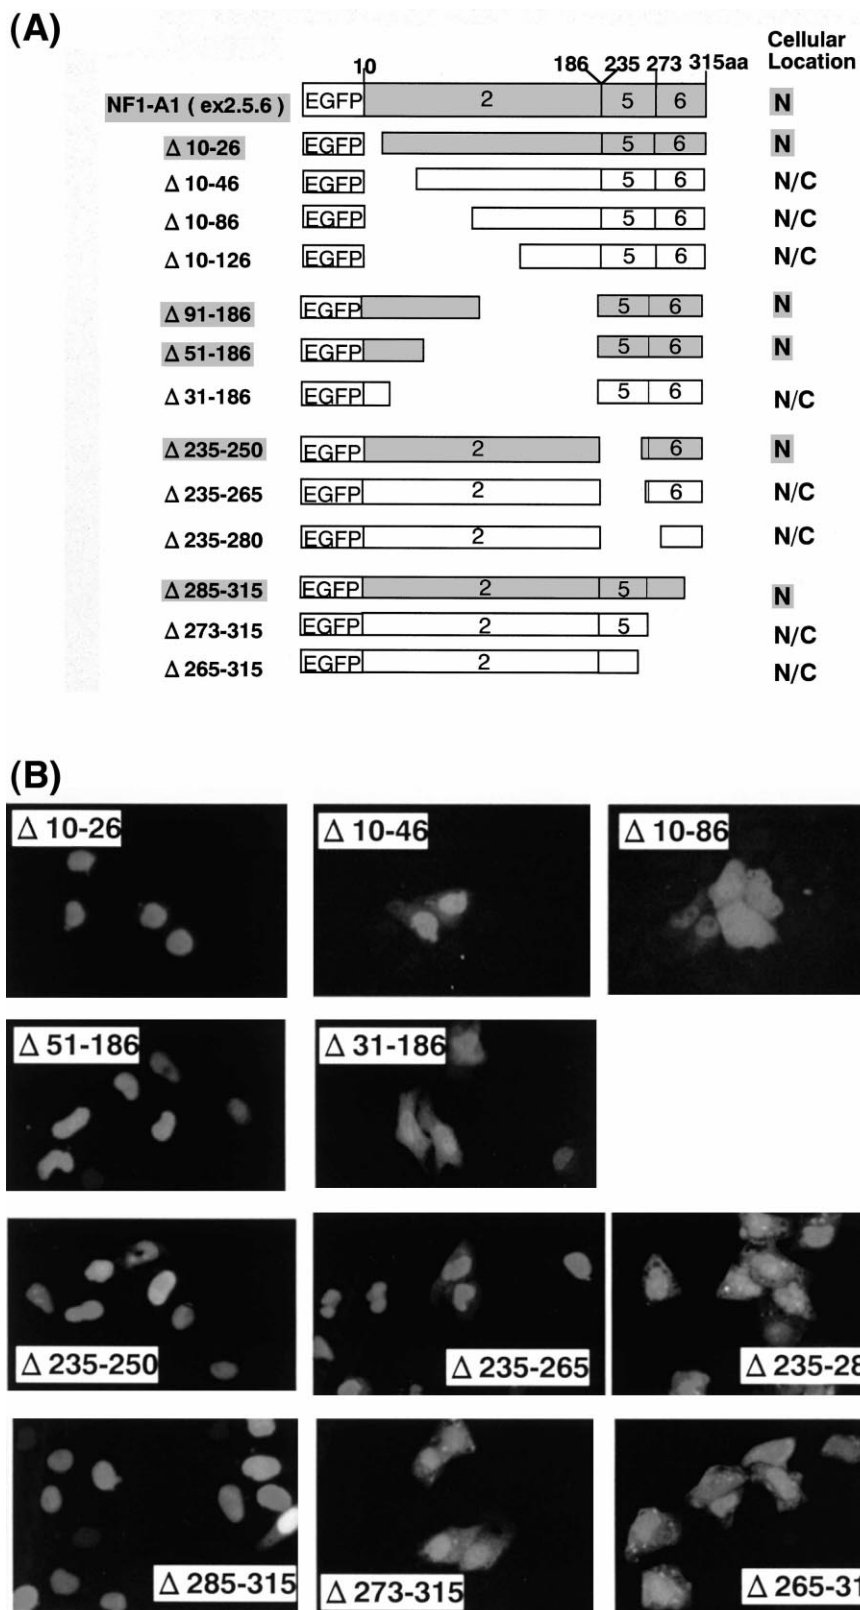 (A)
Cellular
Location
10 186 235 273 315aa
NF1-A1 ( ex2.5.6 ) EGFP 2 5 6 N
Δ 10-26 EGFP 5 6 N
Δ 10-46 EGFP 5 6 N/C
Δ 10-86 EGFP 5 6 N/C
Δ 10-126 EGFP 5 6 N/C
Δ 91-186 EGFP 5 6 N
Δ 51-186 EGFP 5 6 N
Δ 31-186 EGFP 5 6 N/C
Δ 235-250 EGFP 2 6 N
Δ 235-265 EGFP 2 6 N/C
Δ 235-280 EGFP 2 N/C
Δ 285-315 EGFP 2 5 N
Δ 273-315 EGFP 2 5 N/C
Δ 265-315 EGFP 2 N/C
(B)
Δ 10-26 Δ 10-46 Δ 10-86
Δ 51-186 Δ 31-186
Δ 235-250 Δ 235-265 Δ 235-28
Δ 285-315 Δ 273-315 Δ 265-31